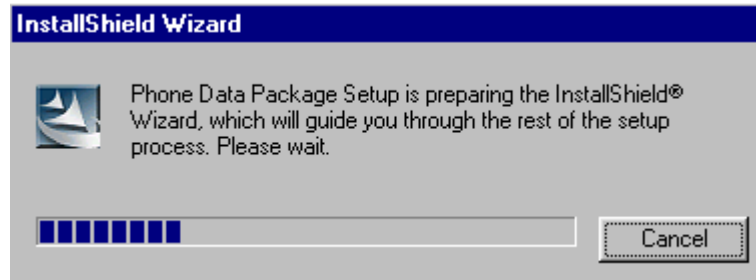 InstallShield Wizard
Phone Data Package Setup is preparing the InstallShield®
Wizard, which will guide you through the rest of the setup
process. Please wait.
Cancel